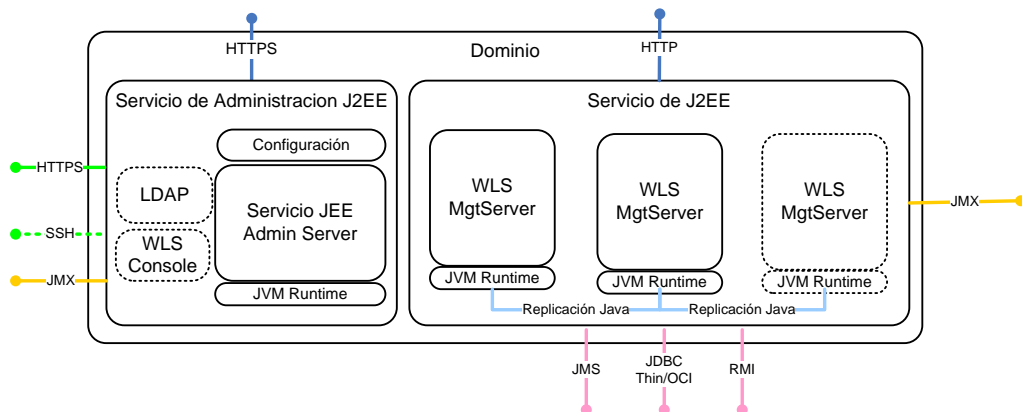 HTTPS
HTTP
Dominio
Servicio de Administracion J2EE
Servicio de J2EE
Configuración
HTTPS
LDAP
Servicio JEE
Admin Server
WLS
MgtServer
WLS
MgtServer
WLS
MgtServer
JMX
SSH
WLS
Console
JMX
JVM Runtime
JVM Runtime
JVM Runtime
JVM Runtime
Replicación Java
Replicación Java
JMS
JDBC
Thin/OCI
RMI